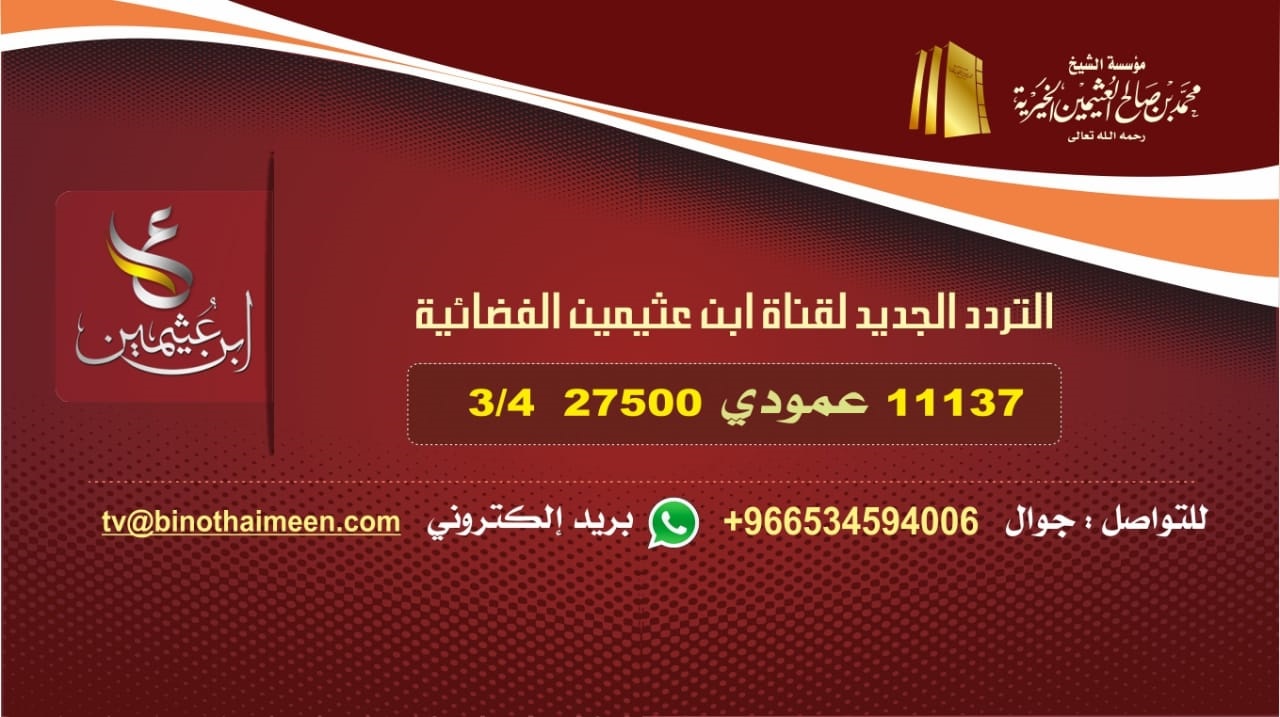 مؤسسة الشيخ
محمد بن صالح العثيمين الخيرية
رحمه الله تعالى
ابن عُثيمين
التردد الجديد لقناة ابن عثيمين الفضائية
11137 عمودي 27500 3/4
للتواصل : جوال +966534594006 بريد إلكتروني tv@binothaimeen.com